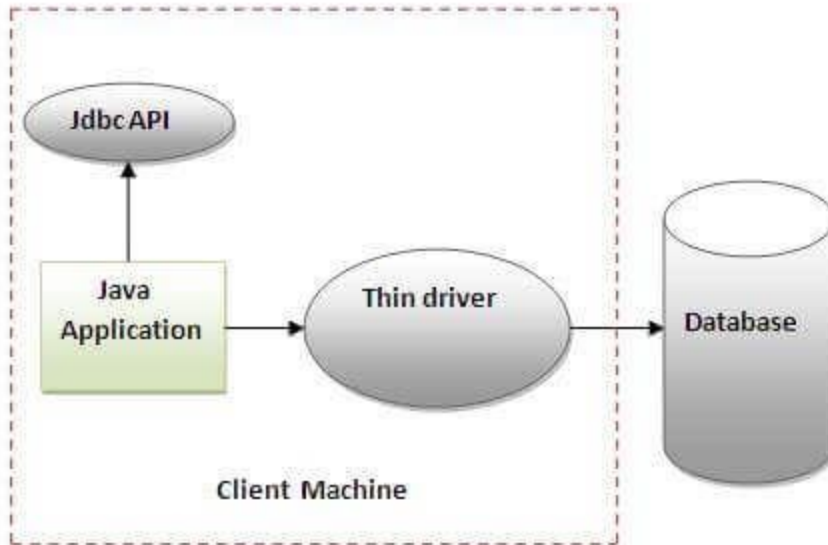 Jdbc API
Java
Application
Thin driver
Database
Client Machine